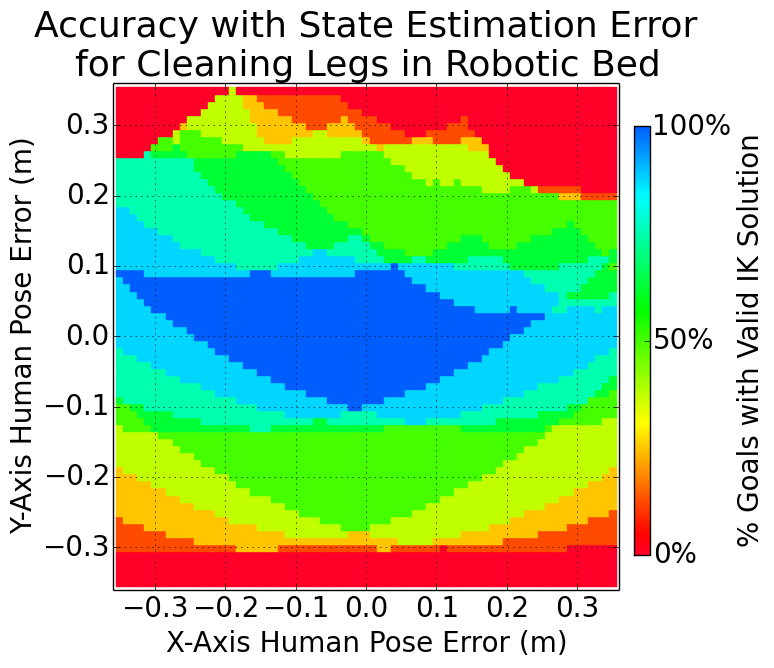 Accuracy with State Estimation Error
for Cleaning Legs in Robotic Bed
Y-Axis Human Pose Error (m)
0.3
0.2
0.1
0.0
−0.1
−0.2
−0.3
−0.3 −0.2 −0.1 0.0 0.1 0.2 0.3
X-Axis Human Pose Error (m)
100%
50%
0%
% Goals with Valid IK Solution